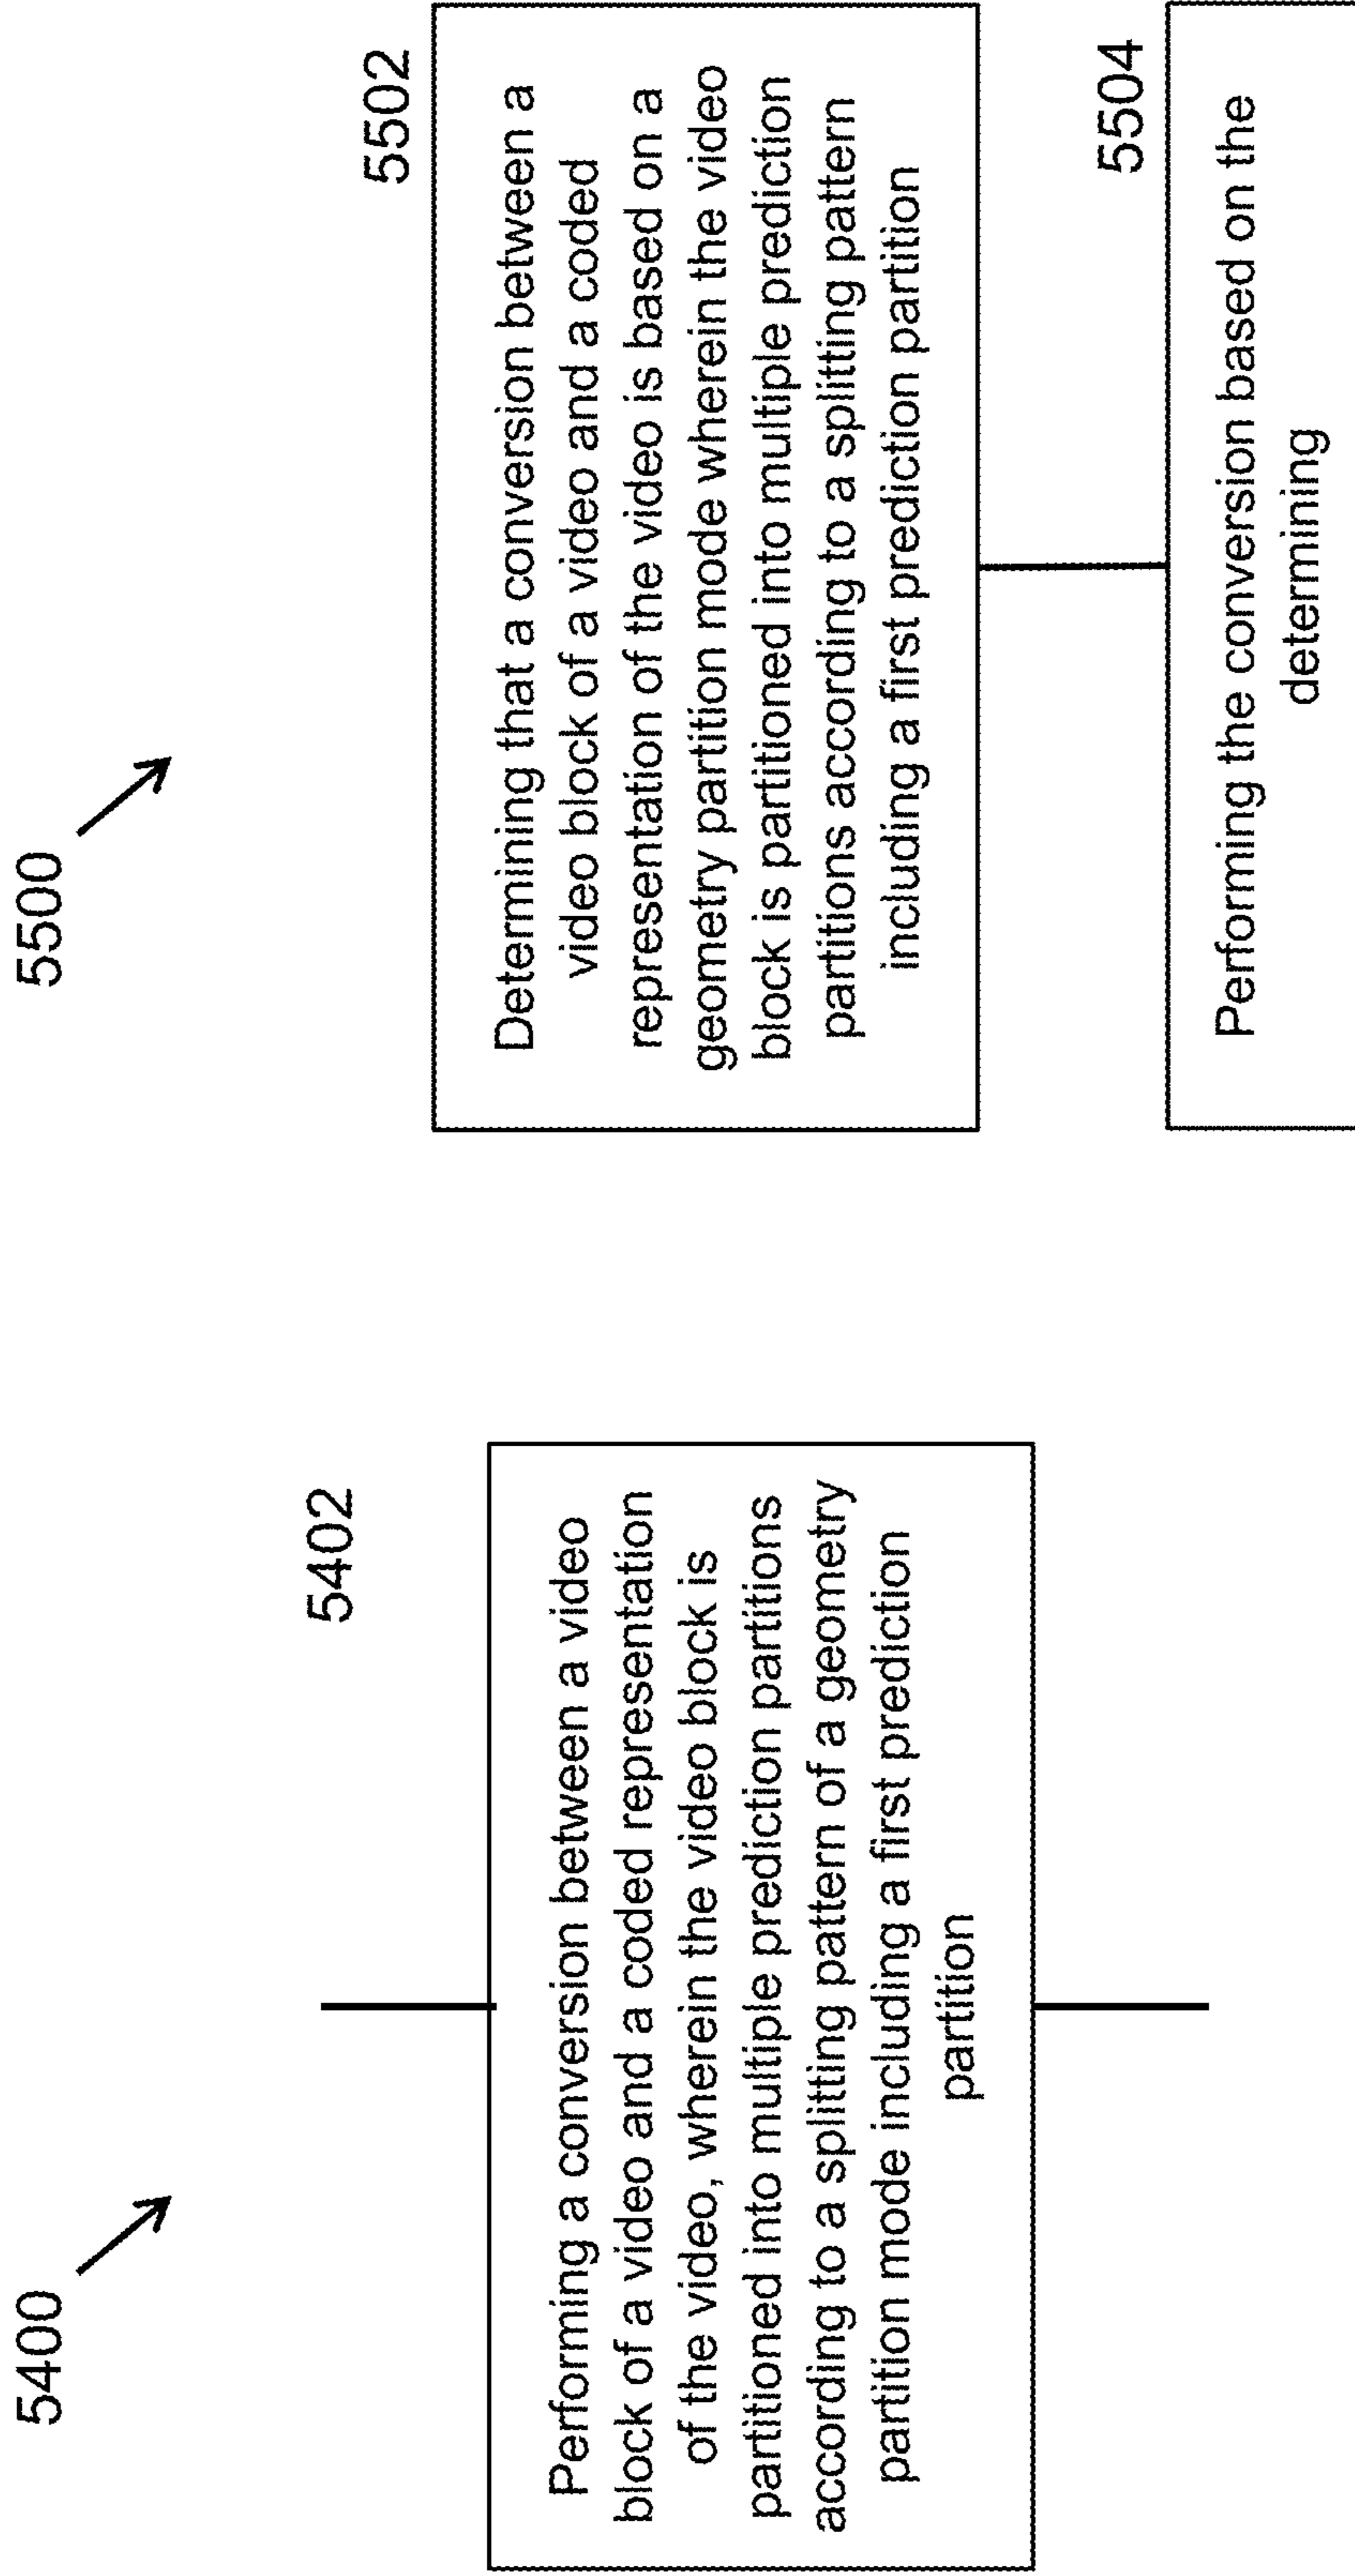 5400
5402
Performing a conversion between a video
block of a video and a coded representation
of the video, wherein the video block is
partitioned into multiple prediction partitions
according to a splitting pattern of a geometry
partition mode including a first prediction
partition
5500
5502
Determining that a conversion between a
video block of a video and a coded
representation of the video is based on a
geometry partition mode wherein the video
block is partitioned into multiple prediction
partitions according to a splitting pattern
including a first prediction partition
5504
Performing the conversion based on the
determining